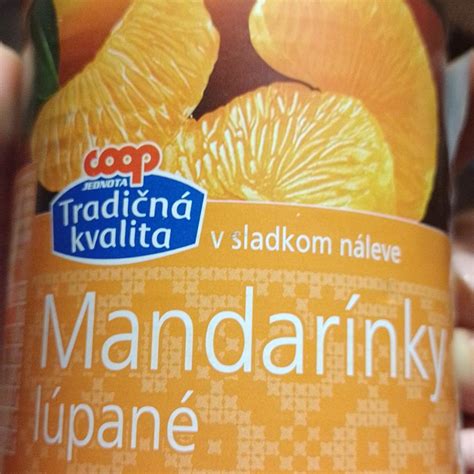 coop
JEDNOTA
Tradičná
kvalita
v sladkom náleve
Mandarínky
lúpané